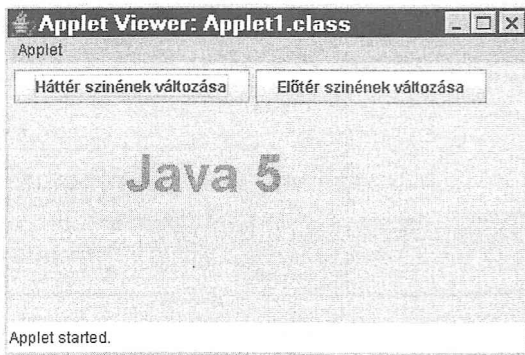 Applet Viewer: Applet1.class
Applet
Háttér szinének változása Előtér szinének változása
Java 5
Applet started.